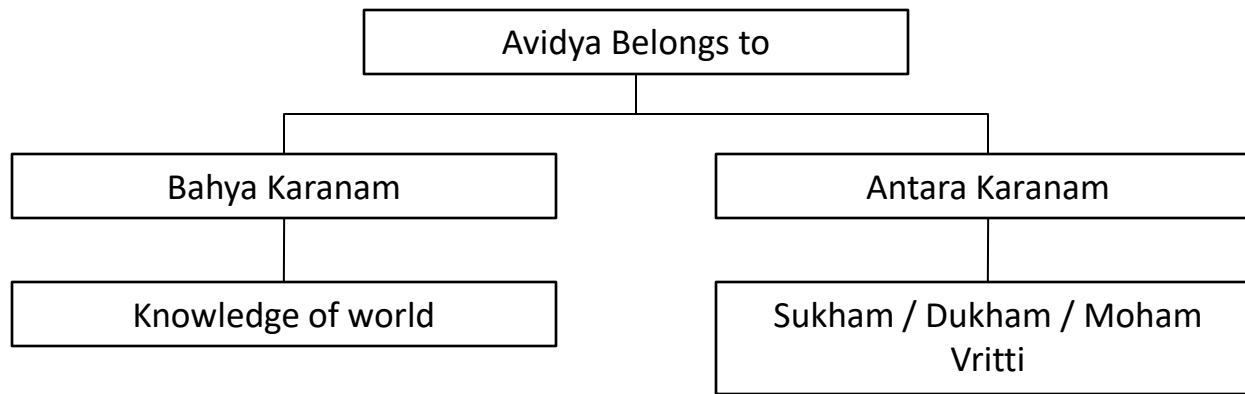 Avidya Belongs to
Bahya Karanam
Antara Karanam
Knowledge of world
Sukham / Dukham / Moham
Vritti